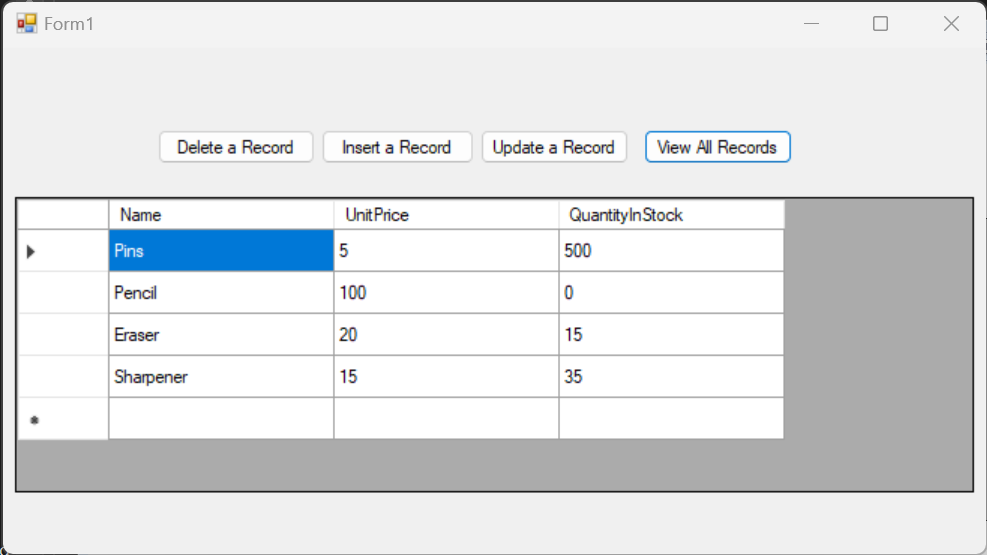 Form1
Delete a Record Insert a Record Update a Record View All Records
Name UnitPrice QuantityInStock
Pins 5 500
Pencil 100 0
Eraser 20 15
Sharpener 15 35